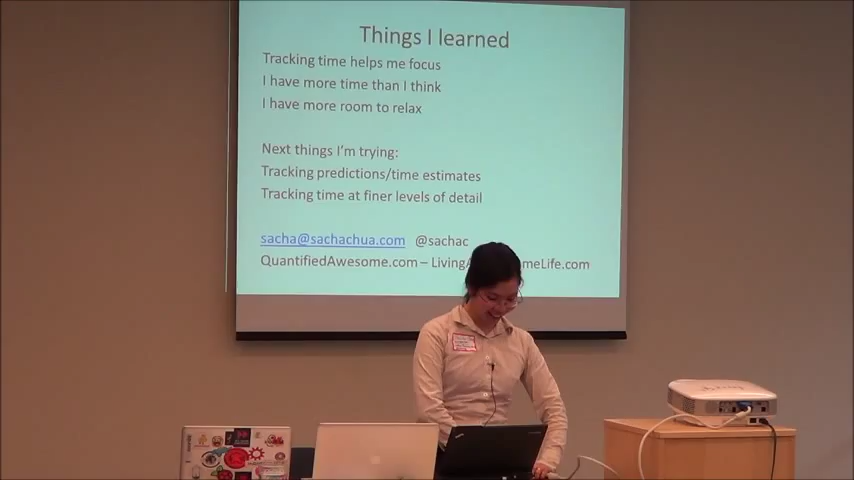 Things I learned
Tracking time helps me focus
I have more time than I think
I have more room to relax
Next things I'm trying:
Tracking predictions/time estimates
Tracking time at finer levels of detail
sacha@sachachua.com @sachac
QuantifiedAwesome.com – LivingA meLife.com